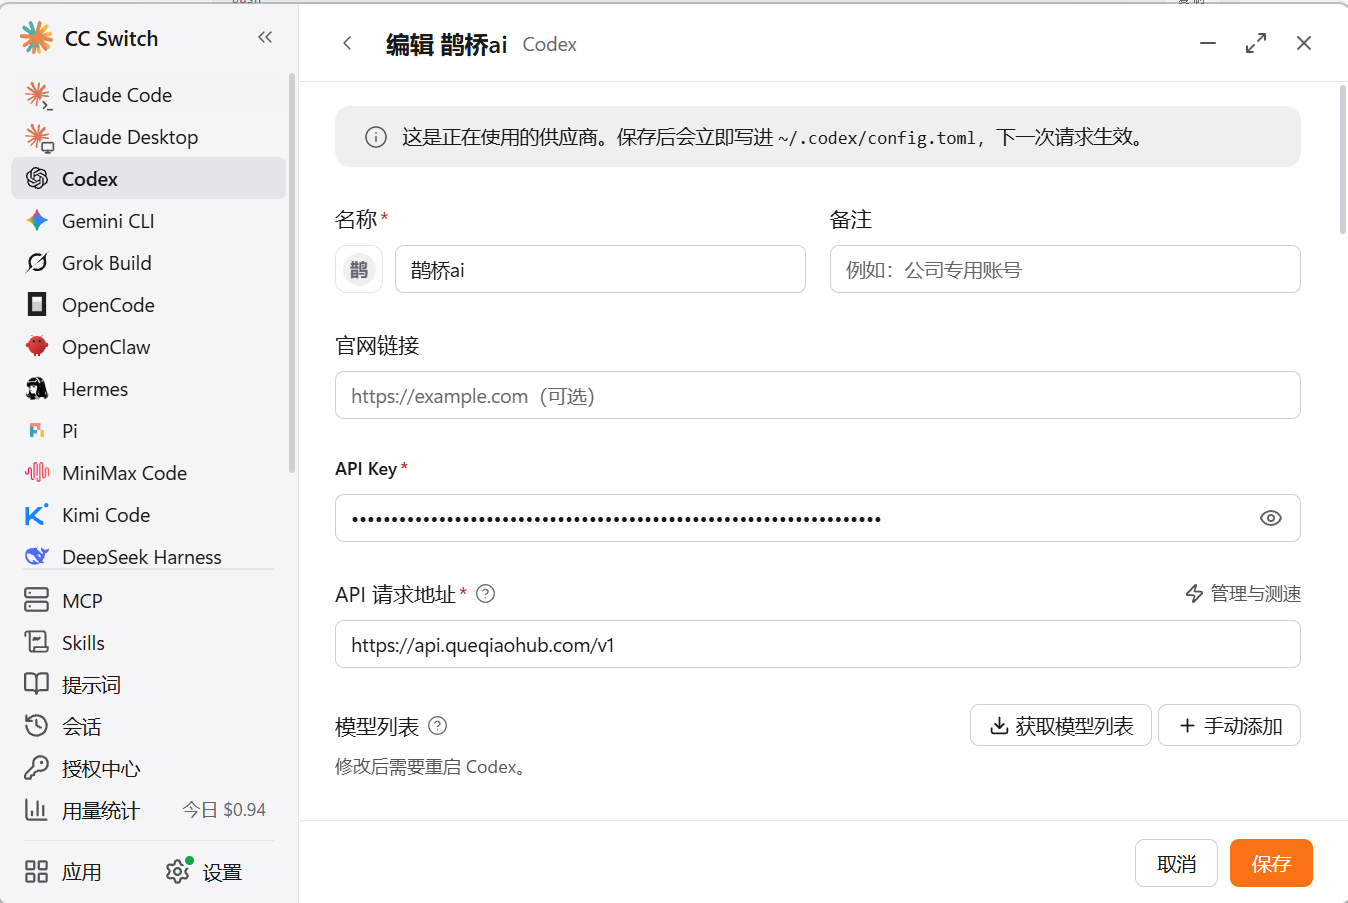 CC Switch
Claude Code
Claude Desktop
Codex
Gemini CLI
Grok Build
OpenCode
OpenClaw
Hermes
Pi
MiniMax Code
Kimi Code
DeepSeek Harness
MCP
Skills
提示词
会话
授权中心
用量统计 今日 $0.94
应用 设置
编辑 鹊桥ai Codex
这是正在使用的供应商。保存后会立即写进 ~/.codex/config.toml，下一次请求生效。
名称* 备注
鹊 鹊桥ai 例如：公司专用账号
官网链接
https://example.com（可选）
API Key*
••••••••••••••••••••••••••••••••••••••••••••••••••••••••••••••••••••
API 请求地址* 管理与测速
https://api.queqiaohub.com/v1
模型列表 获取模型列表 + 手动添加
修改后需要重启 Codex。
取消 保存